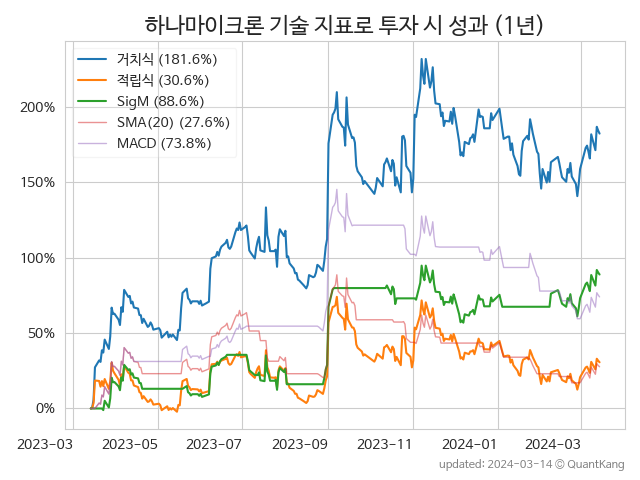 하나마이크론 기술 지표로 투자 시 성과 (1년)
거치식 (181.6%)
적립식 (30.6%)
SigM (88.6%)
SMA(20) (27.6%)
MACD (73.8%)
200%
150%
100%
50%
0%
2023-03 2023-05 2023-07 2023-09 2023-11 2024-01 2024-03
updated: 2024-03-14 © QuantKang